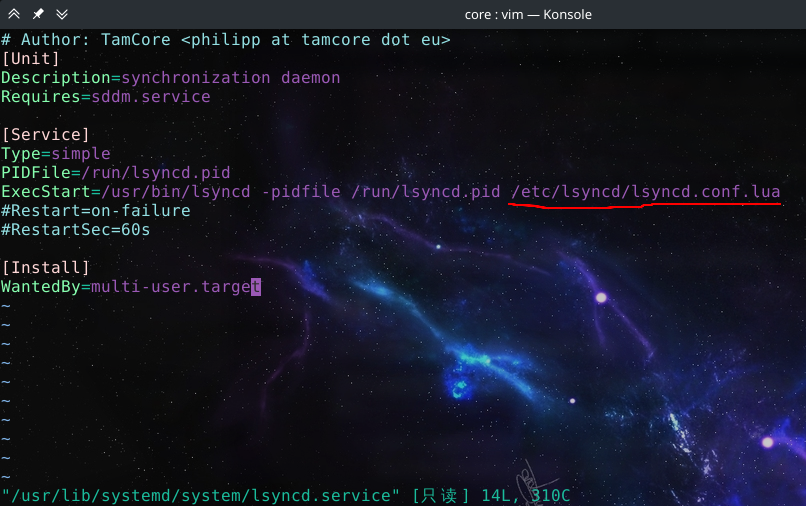 core : vim — Konsole
# Author: TamCore <philipp at tamcore dot eu>
[Unit]
Description=synchronization daemon
Requires=sddm.service
[Service]
Type=simple
PIDFile=/run/lsyncd.pid
ExecStart=/usr/bin/lsyncd -pidfile /run/lsyncd.pid /etc/lsyncd/lsyncd.conf.lua
#Restart=on-failure
#RestartSec=60s
[Install]
WantedBy=multi-user.target
~
~
~
~
~
~
~
~
~
~
"/usr/lib/systemd/system/lsyncd.service" [只读] 14L, 310C